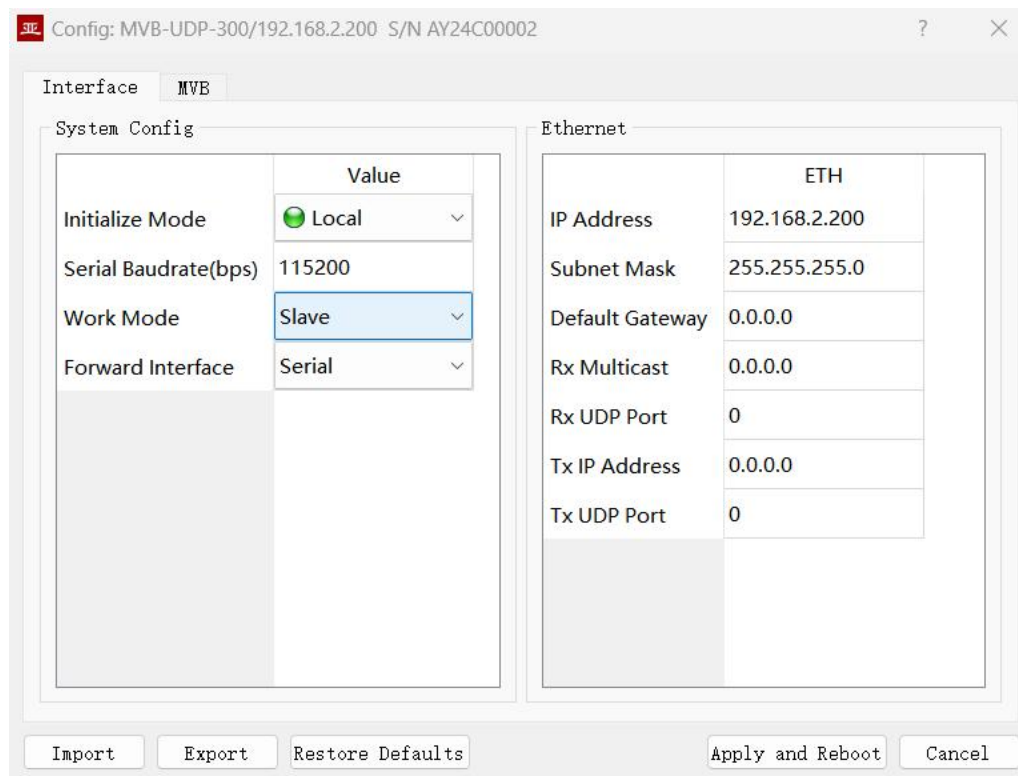 Config: MVB-UDP-300/192.168.2.200 S/N AY24C00002 ?
Interface MVB
System Config
Value
Initialize Mode Local
Serial Baudrate(bps) 115200
Work Mode Slave
Forward Interface Serial
Ethernet
ETH
IP Address 192.168.2.200
Subnet Mask 255.255.255.0
Default Gateway 0.0.0.0
Rx Multicast 0.0.0.0
Rx UDP Port 0
Tx IP Address 0.0.0.0
Tx UDP Port 0
Import Export Restore Defaults Apply and Reboot Cancel